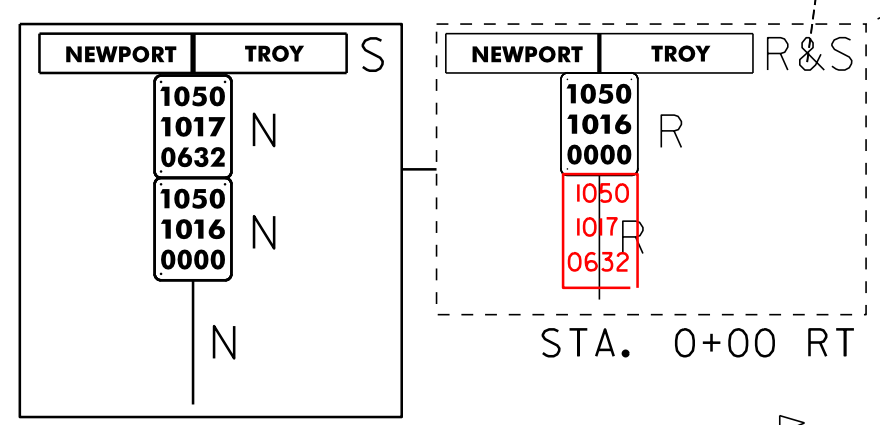 NEWPORT TROY S
1050
1017 N
0632
1050
1016 N
0000
N
NEWPORT TROY R&S
1050
1016 R
0000
1050
1017 R
0632
STA. 0+00 RT